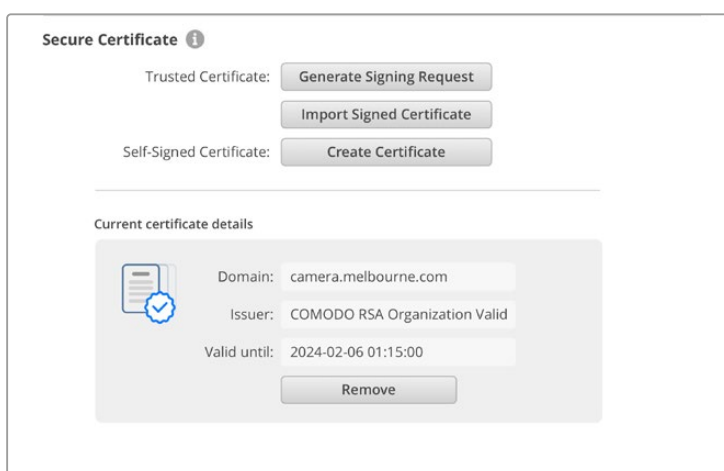 Secure Certificate i
Trusted Certificate: Generate Signing Request
Import Signed Certificate
Self-Signed Certificate: Create Certificate
Current certificate details
Domain: camera.melbourne.com
Issuer: COMODO RSA Organization Valid
Valid until: 2024-02-06 01:15:00
Remove